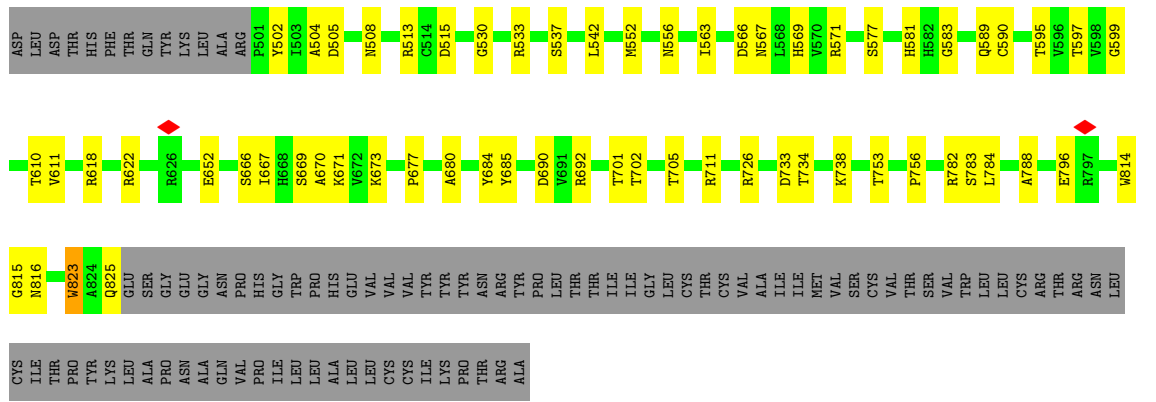 ASP LEU ASP THR HIS PHE THR GLN TYR LYS LEU ALA ARG P501 Y502 I503 A504 D505 N508 R513 C514 D515 G530 R533 S537 L542 M552 N556 I563 D566 N567 L568 H569 V570 R571 S577 H581 H582 G583 Q589 C590 T595 V596 T597 V598 G599
T610 V611 R618 R622 R626 E652 S666 I667 H668 S669 A670 K671 V672 K673 P677 A680 Y684 Y685 D690 V691 R692 T701 T702 T705 R711 R726 D733 T734 K738 T753 P756 R782 S783 L784 A788 E796 R797 W814
G815 N816 W823 A824 Q825 GLU SER GLY ASN GLU GLY ASN PRO HIS GLY TRP PRO HIS GLU VAL VAL VAL TYR TYR TYR ASN ARG TYR PRO LEU THR THR ILE ILE GLY LEU CYS THR CYS VAL ALA ILE ILE MET VAL SER CYS VAL THR SER VAL TRP LEU LEU CYS ARG THR ARG ASN LEU
CYS ILE THR PRO TYR LYS LEU ALA PRO ASN ALA GLN VAL PRO ILE LEU LEU ALA LEU LEU CYS CYS ILE LYS PRO THR ARG ALA